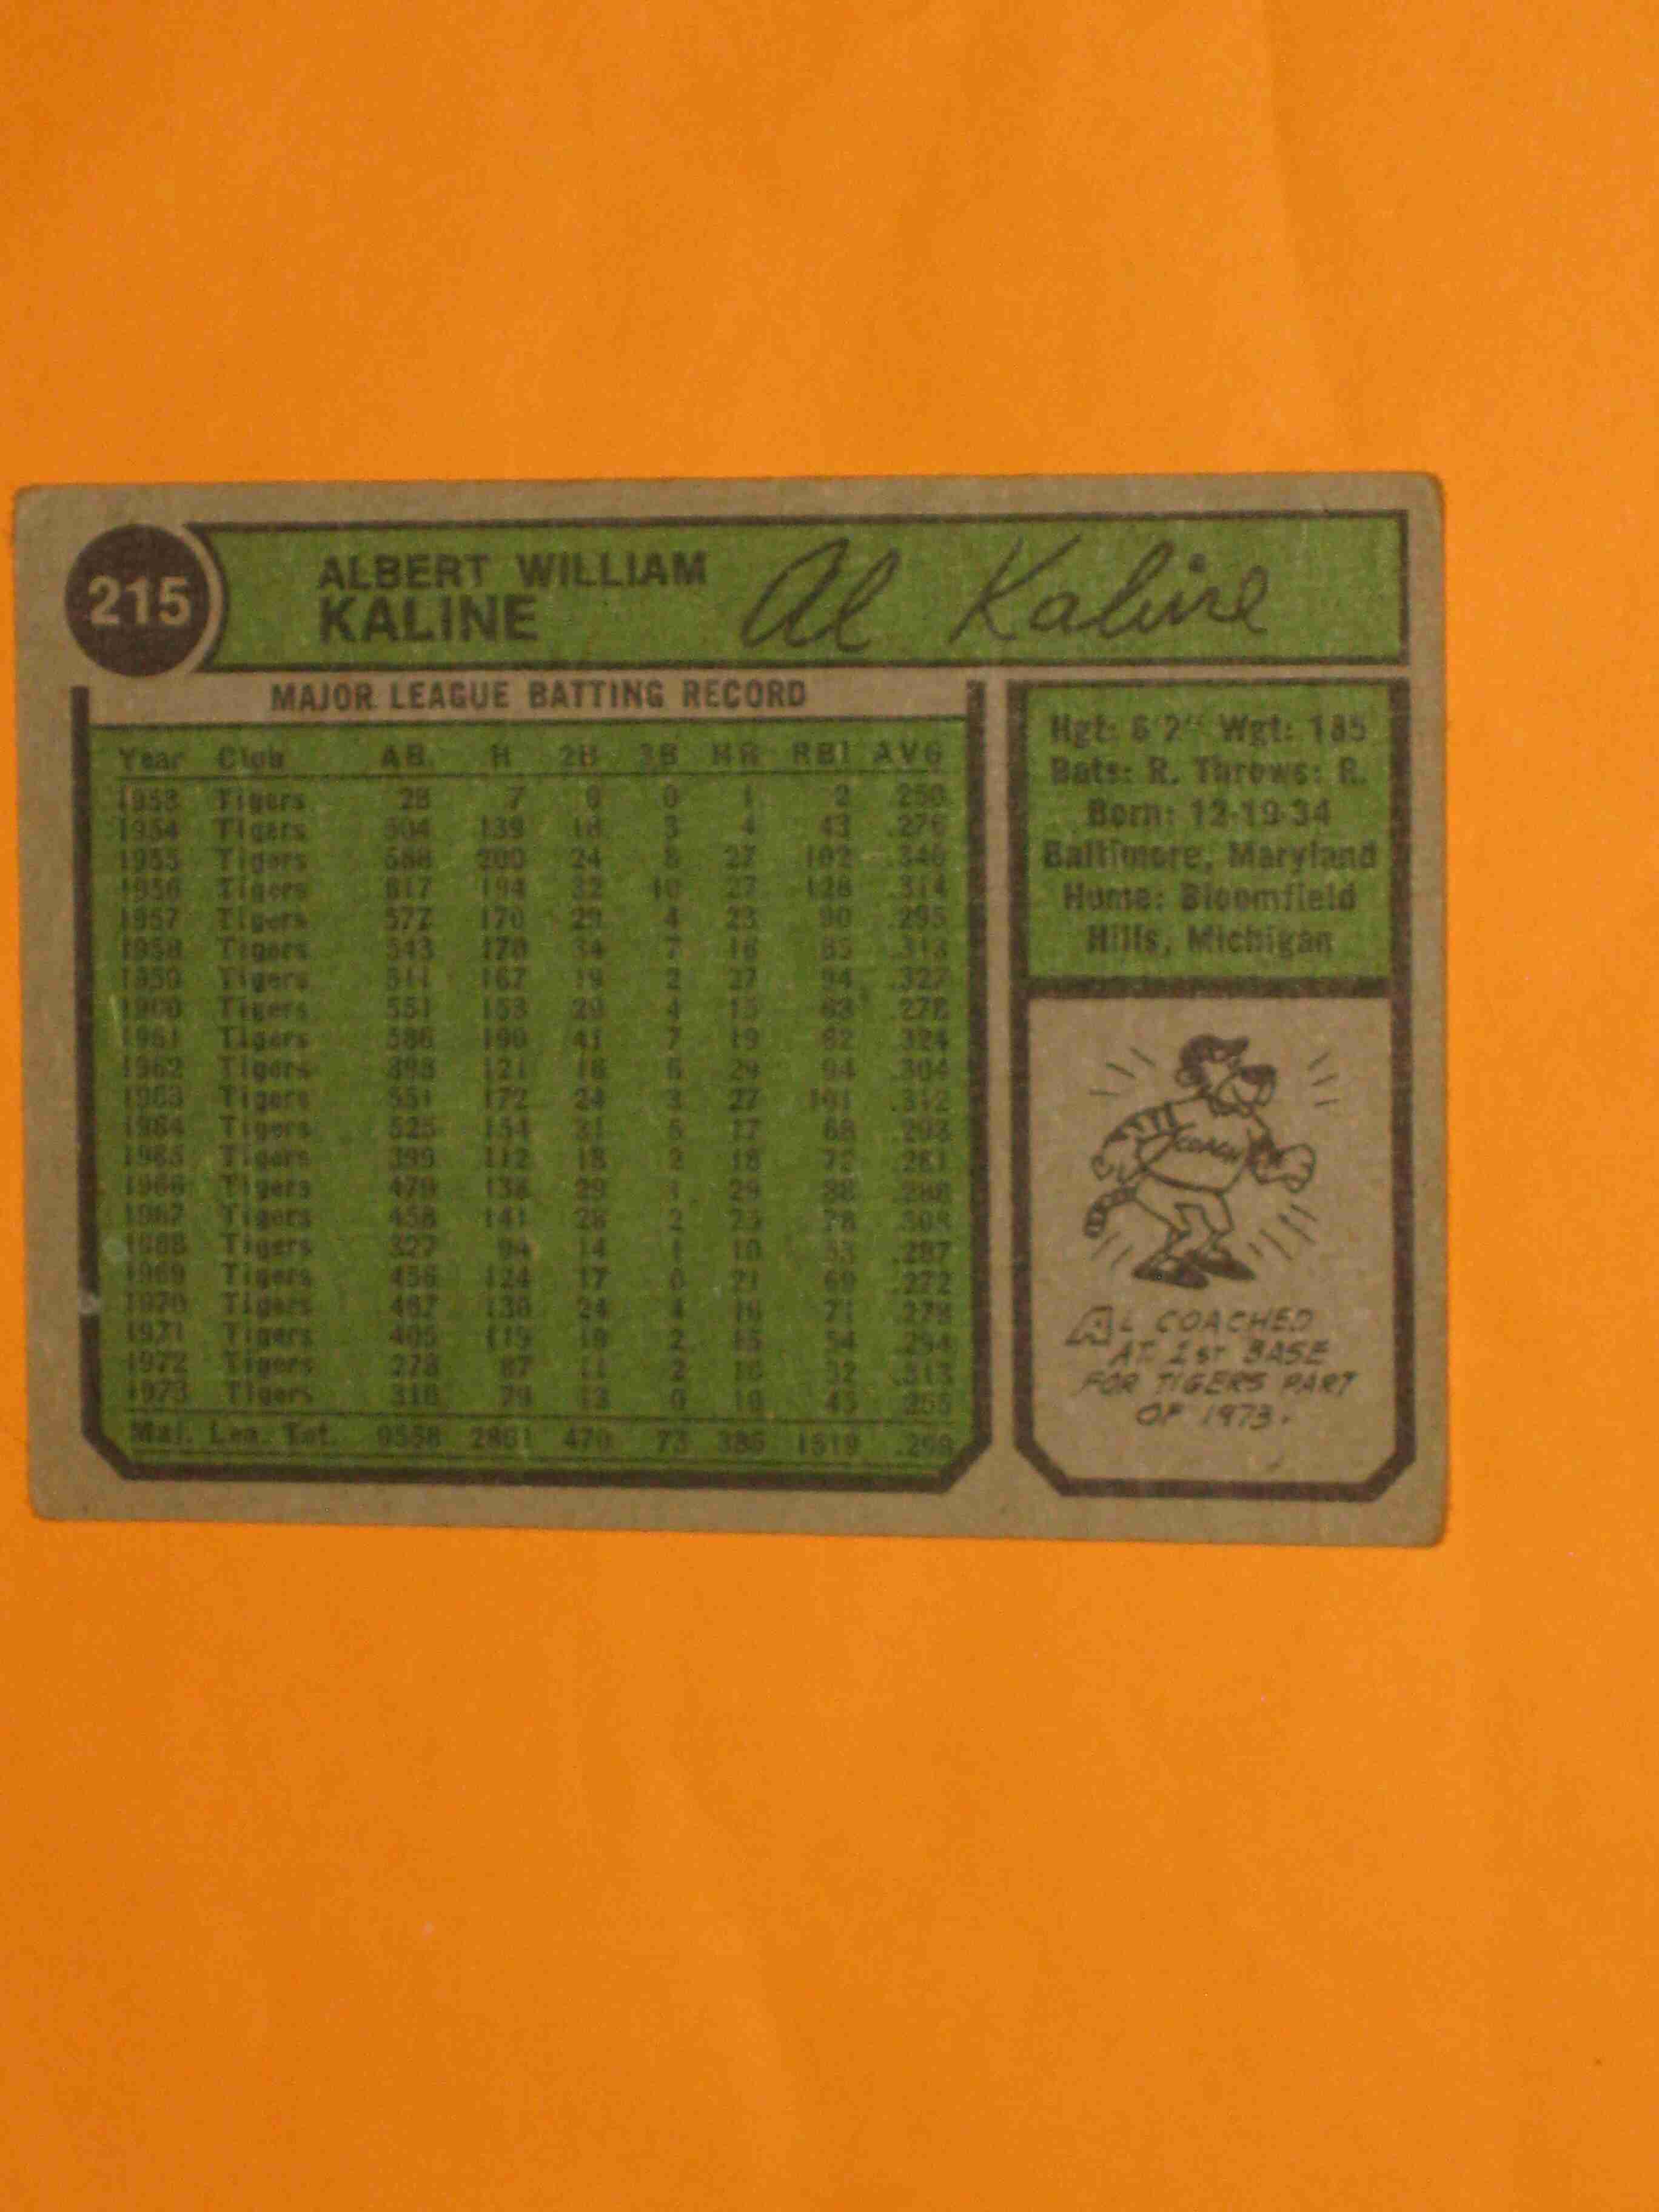 215
ALBERT WILLIAM
KALINE
Al Kaline
MAJOR LEAGUE BATTING RECORD
Year Club AB. H 2B 3B HR RBI AVG
1953 Tigers 28 7 0 0 1 2 .250
1954 Tigers 504 139 18 3 4 43 .276
1955 Tigers 588 200 24 8 27 102 .340
1956 Tigers 617 194 32 10 27 128 .314
1957 Tigers 577 170 29 4 23 90 .295
1958 Tigers 543 170 34 7 16 85 .313
1959 Tigers 511 167 19 2 27 94 .327
1960 Tigers 551 153 29 4 15 68 .278
1961 Tigers 586 190 41 7 19 82 .324
1962 Tigers 398 121 16 6 29 94 .304
1963 Tigers 551 172 24 3 27 101 .312
1964 Tigers 525 154 31 5 17 68 .293
1965 Tigers 399 112 18 2 18 72 .281
1966 Tigers 479 138 29 1 29 88 .288
1967 Tigers 458 141 28 2 25 78 .308
1968 Tigers 327 94 14 1 10 53 .287
1969 Tigers 456 124 17 0 21 69 .272
1970 Tigers 467 130 24 4 16 71 .278
1971 Tigers 405 119 19 2 15 54 .294
1972 Tigers 278 87 11 2 10 32 .313
1973 Tigers 310 79 13 0 10 45 .255
Maj. Lea. Tot. 9558 2861 470 73 386 1519
Hgt: 6'2" Wgt: 185
Bats: R. Throws: R.
Born: 12-19-34
Baltimore, Maryland
Home: Bloomfield
Hills, Michigan
COACH
AL COACHED
AT 1st BASE
FOR TIGERS PART
OF 1973.